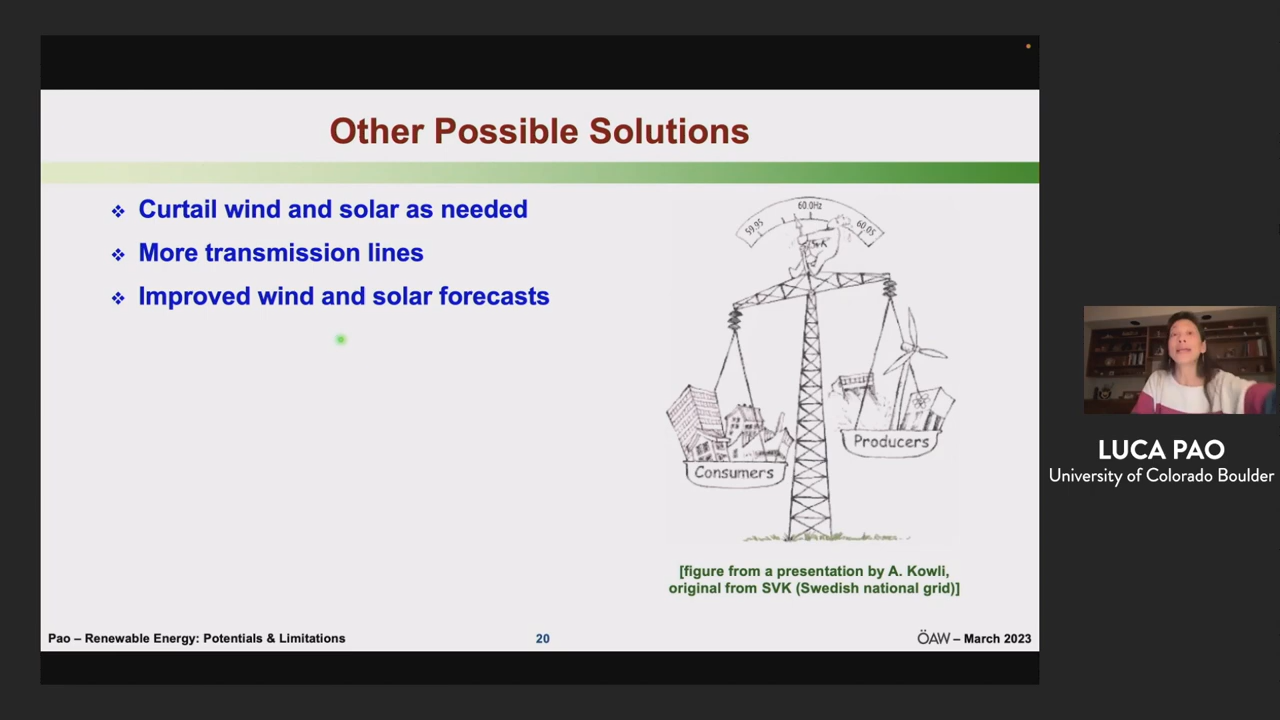 Other Possible Solutions
❖ Curtail wind and solar as needed
❖ More transmission lines
❖ Improved wind and solar forecasts
59.95
60.0Hz
60.05
SvK
Consumers
Producers
[figure from a presentation by A. Kowli,
original from SVK (Swedish national grid)]
Pao – Renewable Energy: Potentials & Limitations
20
ÖAW – March 2023
LUCA PAO
University of Colorado Boulder